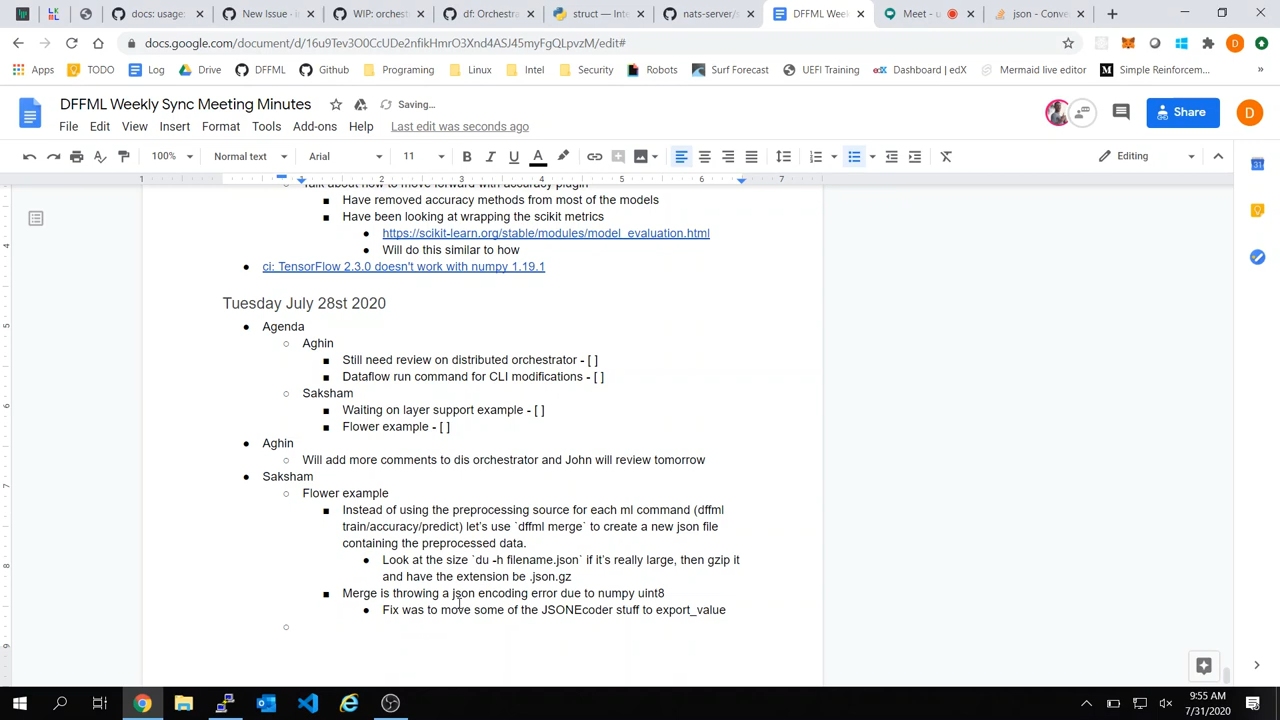 docs: usage:
New Issue - i
WIP: orchest
df: Orchestra
struct — Inte
nats-server/s
DFFML Wee
Meet - u
json - Conve
docs.google.com/document/d/16u9Tev3O0CcUDe2nfikHmrO3Xnd4ASJ45myFgQLpvzM/edit#
Apps TODO Log Drive DFFML Github Programing Linux Intel Security Robots Surf Forecast UEFI Training Dashboard | edX Mermaid live editor Simple Reinforcem... »
DFFML Weekly Sync Meeting Minutes Saving...
File Edit View Insert Format Tools Add-ons Help Last edit was seconds ago
Share
D
100% Normal text Arial 11 Editing
1 1 2 3 4 5 6 7
Talk about how to move forward with accuracy plugin
■ Have removed accuracy methods from most of the models
■ Have been looking at wrapping the scikit metrics
● https://scikit-learn.org/stable/modules/model_evaluation.html
● Will do this similar to how
● ci: TensorFlow 2.3.0 doesn't work with numpy 1.19.1
Tuesday July 28st 2020
● Agenda
○ Aghin
■ Still need review on distributed orchestrator - [ ]
■ Dataflow run command for CLI modifications - [ ]
○ Saksham
■ Waiting on layer support example - [ ]
■ Flower example - [ ]
● Aghin
○ Will add more comments to dis orchestrator and John will review tomorrow
● Saksham
○ Flower example
■ Instead of using the preprocessing source for each ml command (dffml
train/accuracy/predict) let's use `dffml merge` to create a new json file
containing the preprocessed data.
● Look at the size `du -h filename.json` if it's really large, then gzip it
and have the extension be .json.gz
■ Merge is throwing a json encoding error due to numpy uint8
● Fix was to move some of the JSONEcoder stuff to export_value
○
9:55 AM
7/31/2020